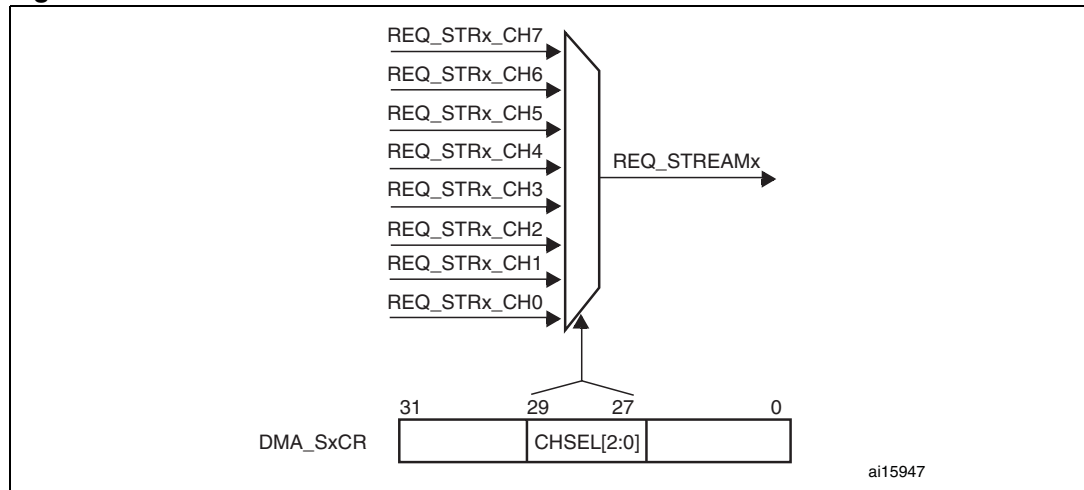 REQ_STRx_CH7
REQ_STRx_CH6
REQ_STRx_CH5
REQ_STRx_CH4
REQ_STREAMx
REQ_STRx_CH3
REQ_STRx_CH2
REQ_STRx_CH1
REQ_STRx_CH0
31 29 27 0
DMA_SxCR CHSEL[2:0]
ai15947